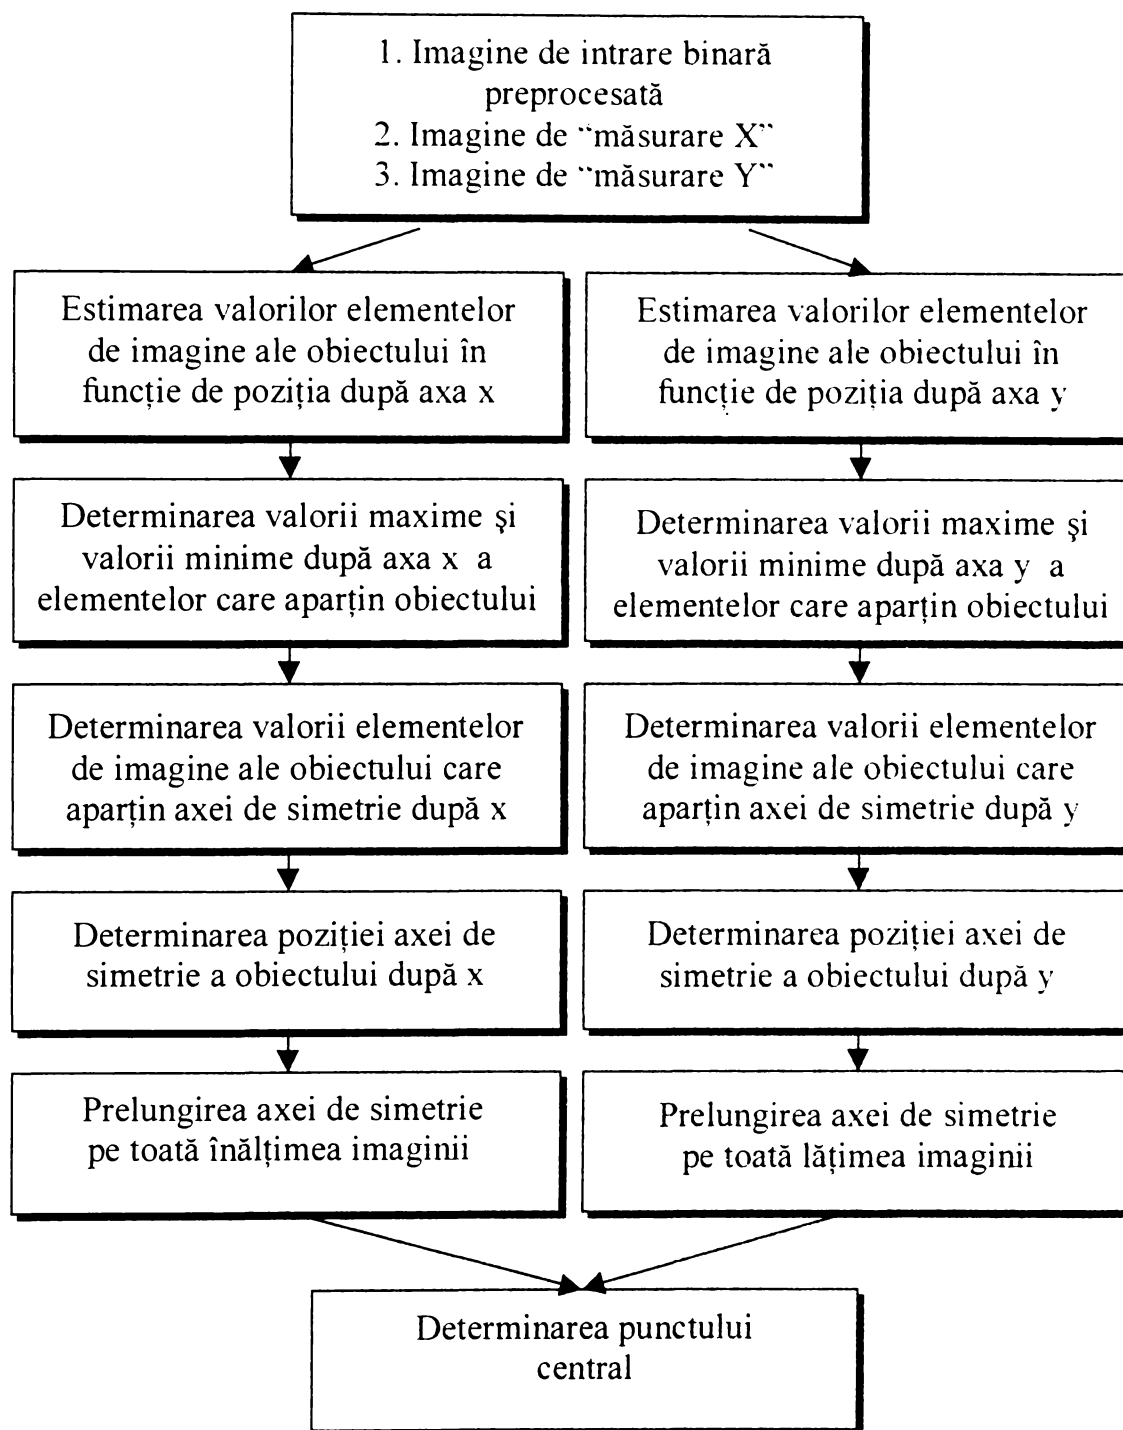 1. Imagine de intrare binară
preprocesată
2. Imagine de “măsurare X”
3. Imagine de “măsurare Y”
Estimarea valorilor elementelor
de imagine ale obiectului în
funcție de poziția după axa x
Determinarea valorii maxime și
valorii minime după axa x a
elementelor care aparțin obiectului
Determinarea valorii elementelor
de imagine ale obiectului care
aparțin axei de simetrie după x
Determinarea poziției axei de
simetrie a obiectului după x
Prelungirea axei de simetrie
pe toată înălțimea imaginii
Estimarea valorilor elementelor
de imagine ale obiectului în
funcție de poziția după axa y
Determinarea valorii maxime și
valorii minime după axa y a
elementelor care aparțin obiectului
Determinarea valorii elementelor
de imagine ale obiectului care
aparțin axei de simetrie după y
Determinarea poziției axei de
simetrie a obiectului după y
Prelungirea axei de simetrie
pe toată lățimea imaginii
Determinarea punctului
central